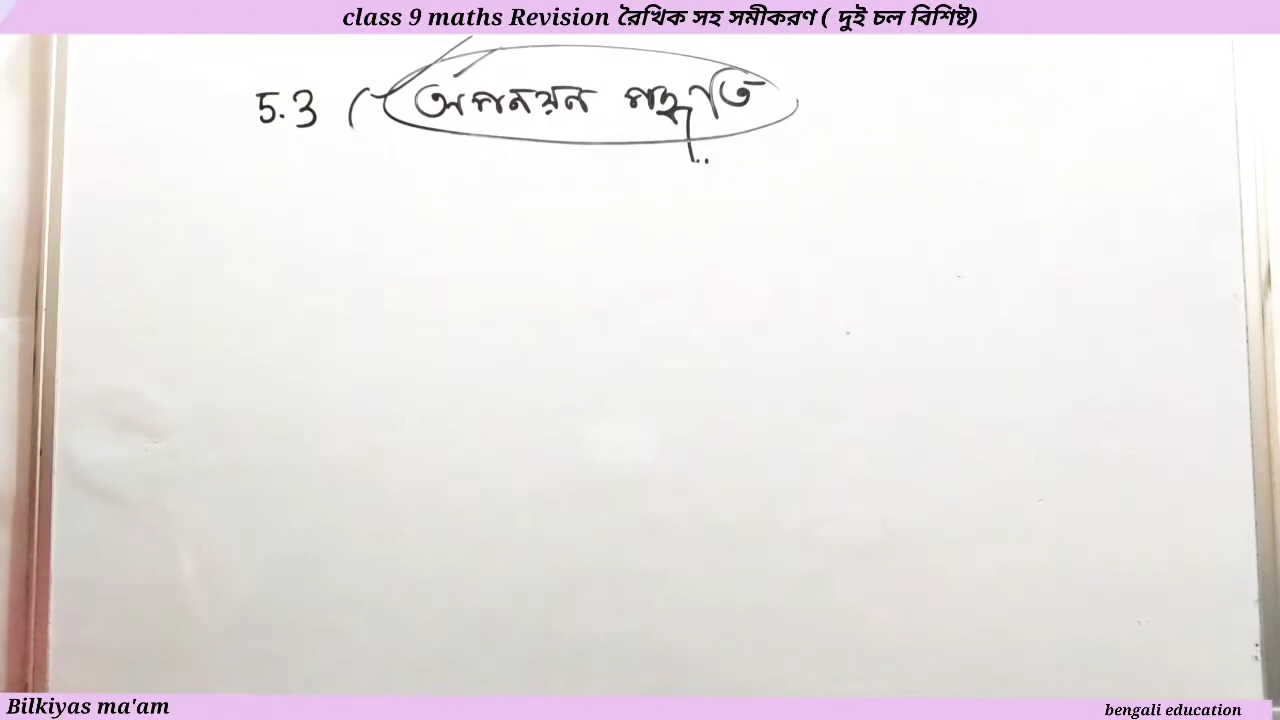 class 9 maths Revision রৈখিক সহ সমীকরণ ( দুই চল বিশিষ্ট)
5.3 ( অপনয়ন পদ্ধতি
Bilkiyas ma'am
bengali education